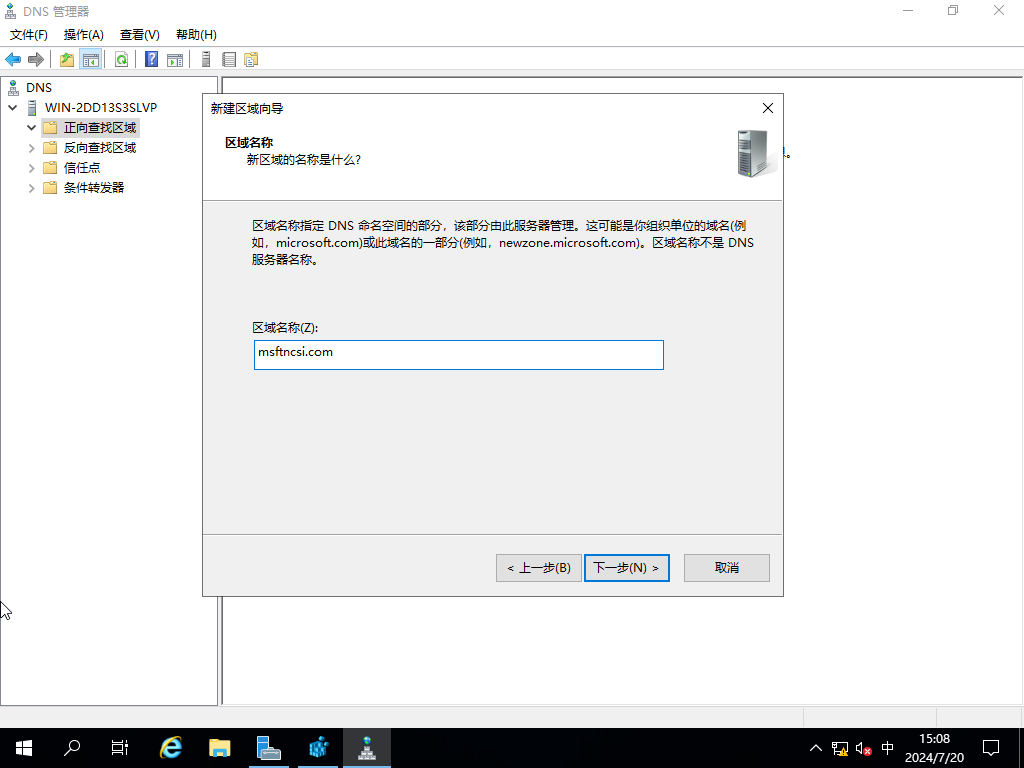 DNS 管理器
文件(F) 操作(A) 查看(V) 帮助(H)
DNS
WIN-2DD13S3SLVP
正向查找区域
反向查找区域
信任点
条件转发器
新建区域向导
区域名称
新区域的名称是什么?
区域名称指定 DNS 命名空间的部分，该部分由此服务器管理。这可能是你组织单位的域名(例
如，microsoft.com)或此域名的一部分(例如，newzone.microsoft.com)。区域名称不是 DNS
服务器名称。
区域名称(Z):
msftncsi.com
< 上一步(B) 下一步(N) > 取消
中
15:08
2024/7/20